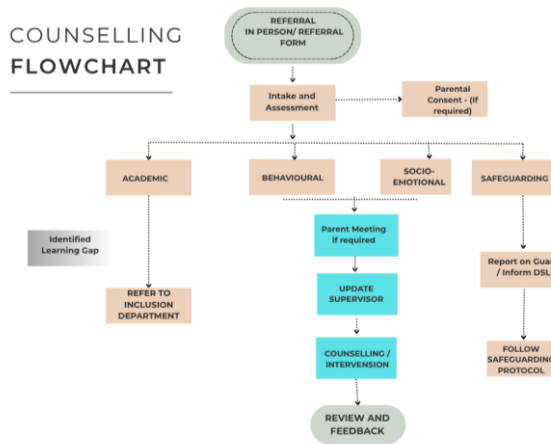 COUNSELLING
FLOWCHART
REFERRAL
IN PERSON/ REFERRAL
FORM
Intake and
Assessment
Parental
Consent - (If
required)
ACADEMIC
BEHAVIOURAL
SOCIO-
EMOTIONAL
SAFEGUARDING
Identified
Learning Gap
Parent Meeting
if required
Report on Guar
/ Inform DSL
REFER TO
INCLUSION
DEPARTMENT
UPDATE
SUPERVISOR
COUNSELLING /
INTERVENTION
FOLLOW
SAFEGUARDING
PROTOCOL
REVIEW AND
FEEDBACK